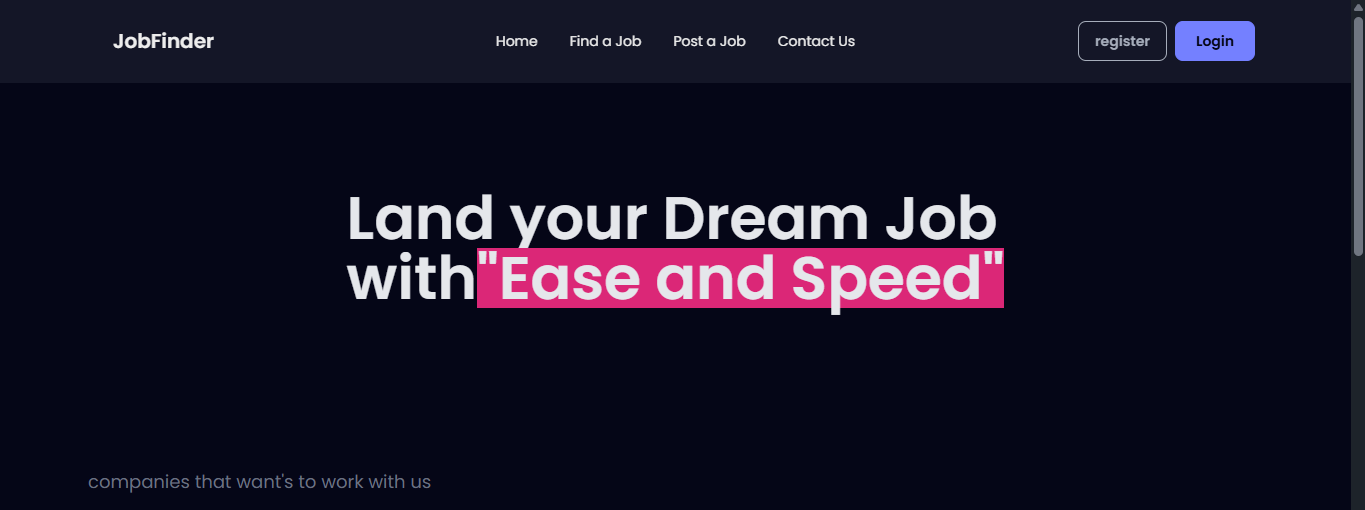 JobFinder
Home
Find a Job
Post a Job
Contact Us
register
Login
Land your Dream Job
with"Ease and Speed"
companies that want's to work with us